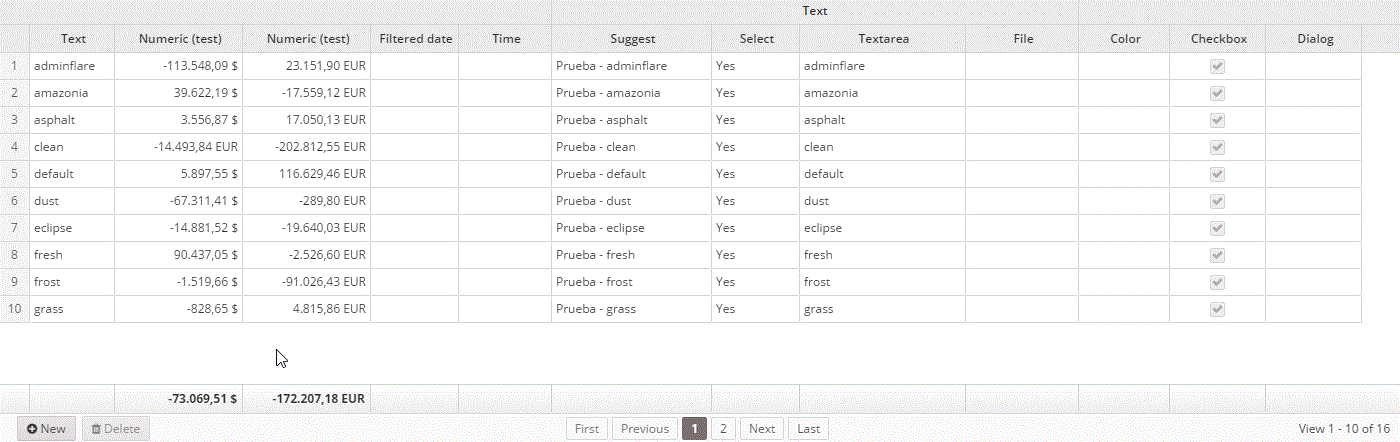 Text
Text Numeric (test) Numeric (test) Filtered date Time Suggest Select Textarea File Color Checkbox Dialog
1 adminflare -113.548,09 $ 23.151,90 EUR Prueba - adminflare Yes adminflare
2 amazonia 39.622,19 $ -17.559,12 EUR Prueba - amazonia Yes amazonia
3 asphalt 3.556,87 $ 17.050,13 EUR Prueba - asphalt Yes asphalt
4 clean -14.493,84 EUR -202.812,55 EUR Prueba - clean Yes clean
5 default 5.897,55 $ 116.629,46 EUR Prueba - default Yes default
6 dust -67.311,41 $ -289,80 EUR Prueba - dust Yes dust
7 eclipse -14.881,52 $ -19.640,03 EUR Prueba - eclipse Yes eclipse
8 fresh 90.437,05 $ -2.526,60 EUR Prueba - fresh Yes fresh
9 frost -1.519,66 $ -91.026,43 EUR Prueba - frost Yes frost
10 grass -828,65 $ 4.815,86 EUR Prueba - grass Yes grass
-73.069,51 $ -172.207,18 EUR
New Delete First Previous 1 2 Next Last View 1 - 10 of 16